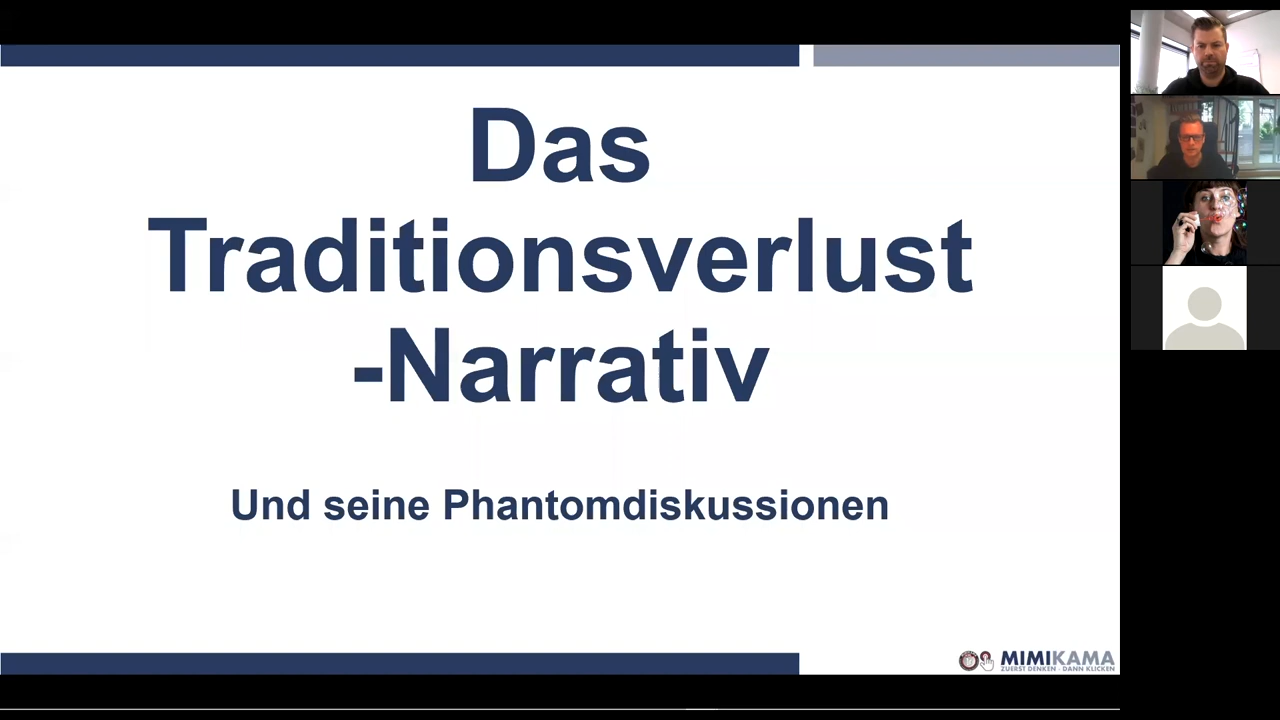 Das
Traditionsverlust
-Narrativ
Und seine Phantomdiskussionen
MIMIKAMA
ZUERST DENKEN - DANN KLICKEN